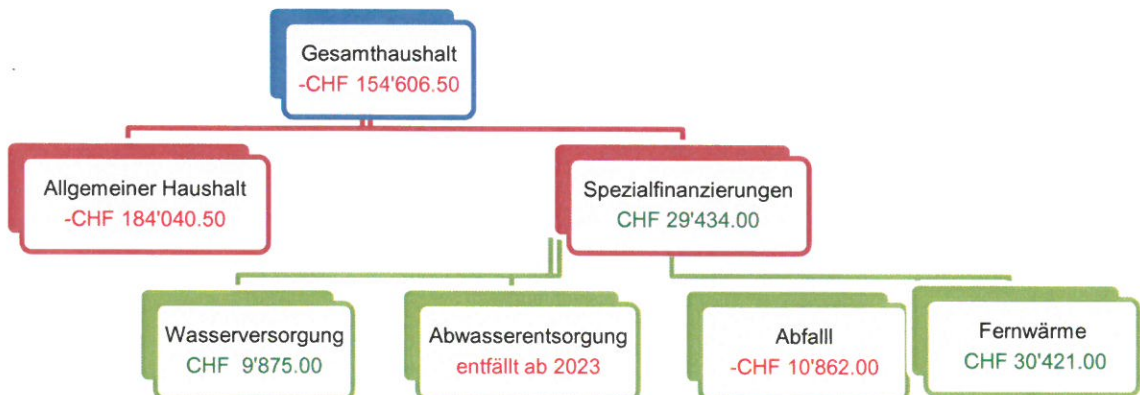 Gesamthaushalt
-CHF 154'606.50
Allgemeiner Haushalt
-CHF 184'040.50
Spezialfinanzierungen
CHF 29'434.00
Wasserversorgung
CHF 9'875.00
Abwasserentsorgung
entfällt ab 2023
Abfalll
-CHF 10'862.00
Fernwärme
CHF 30'421.00